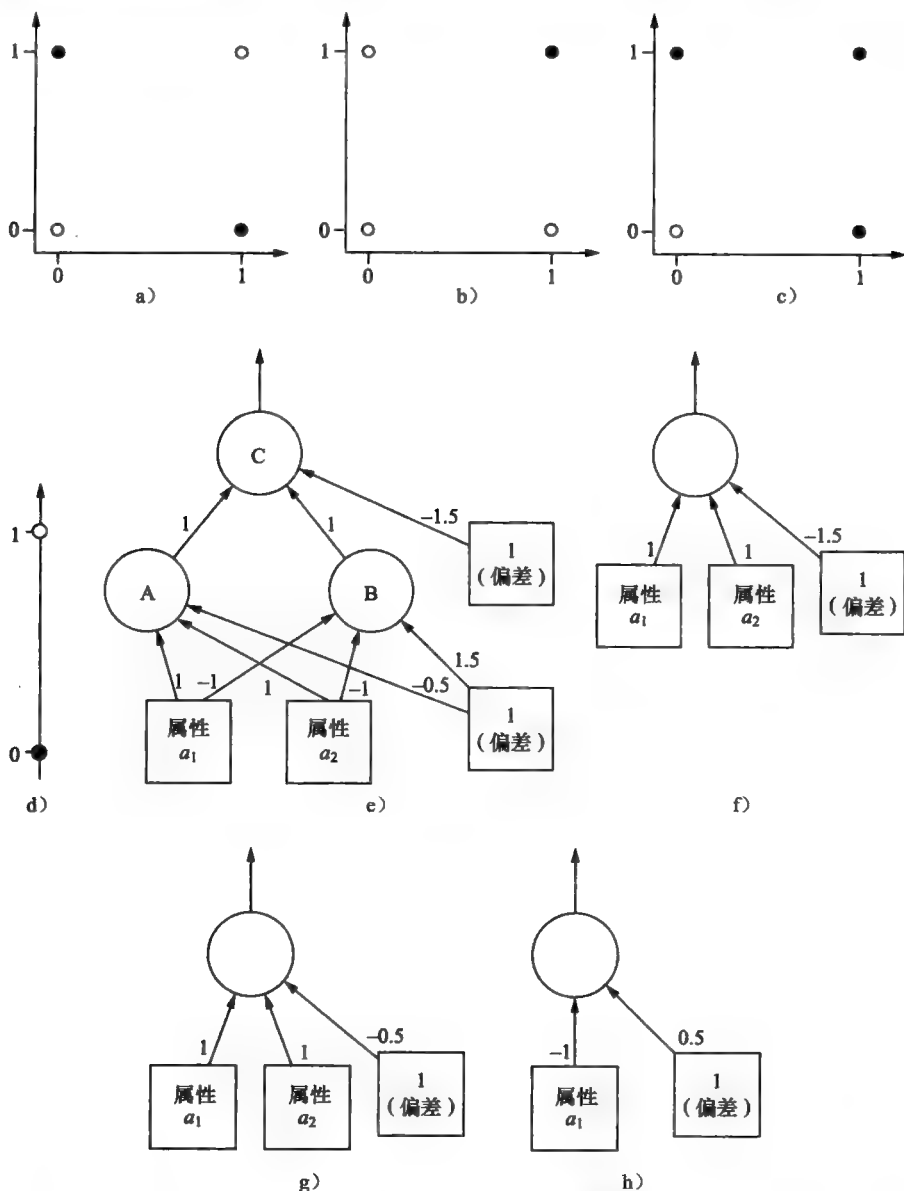 1 1 1
0 0 0
0 1 0 1 0 1
a） b） c）
C
1 1 -1.5
1
（偏差）
-1.5
1 1
1 A B
1
（偏差）
属性
a1
属性
a2
1.5
1 -1 1 -1 -0.5
属性
a1
属性
a2
1
（偏差）
0
d） e） f）
-0.5
1 1
属性
a1
属性
a2
1
（偏差）
0.5
-1
属性
a1
1
（偏差）
g） h）